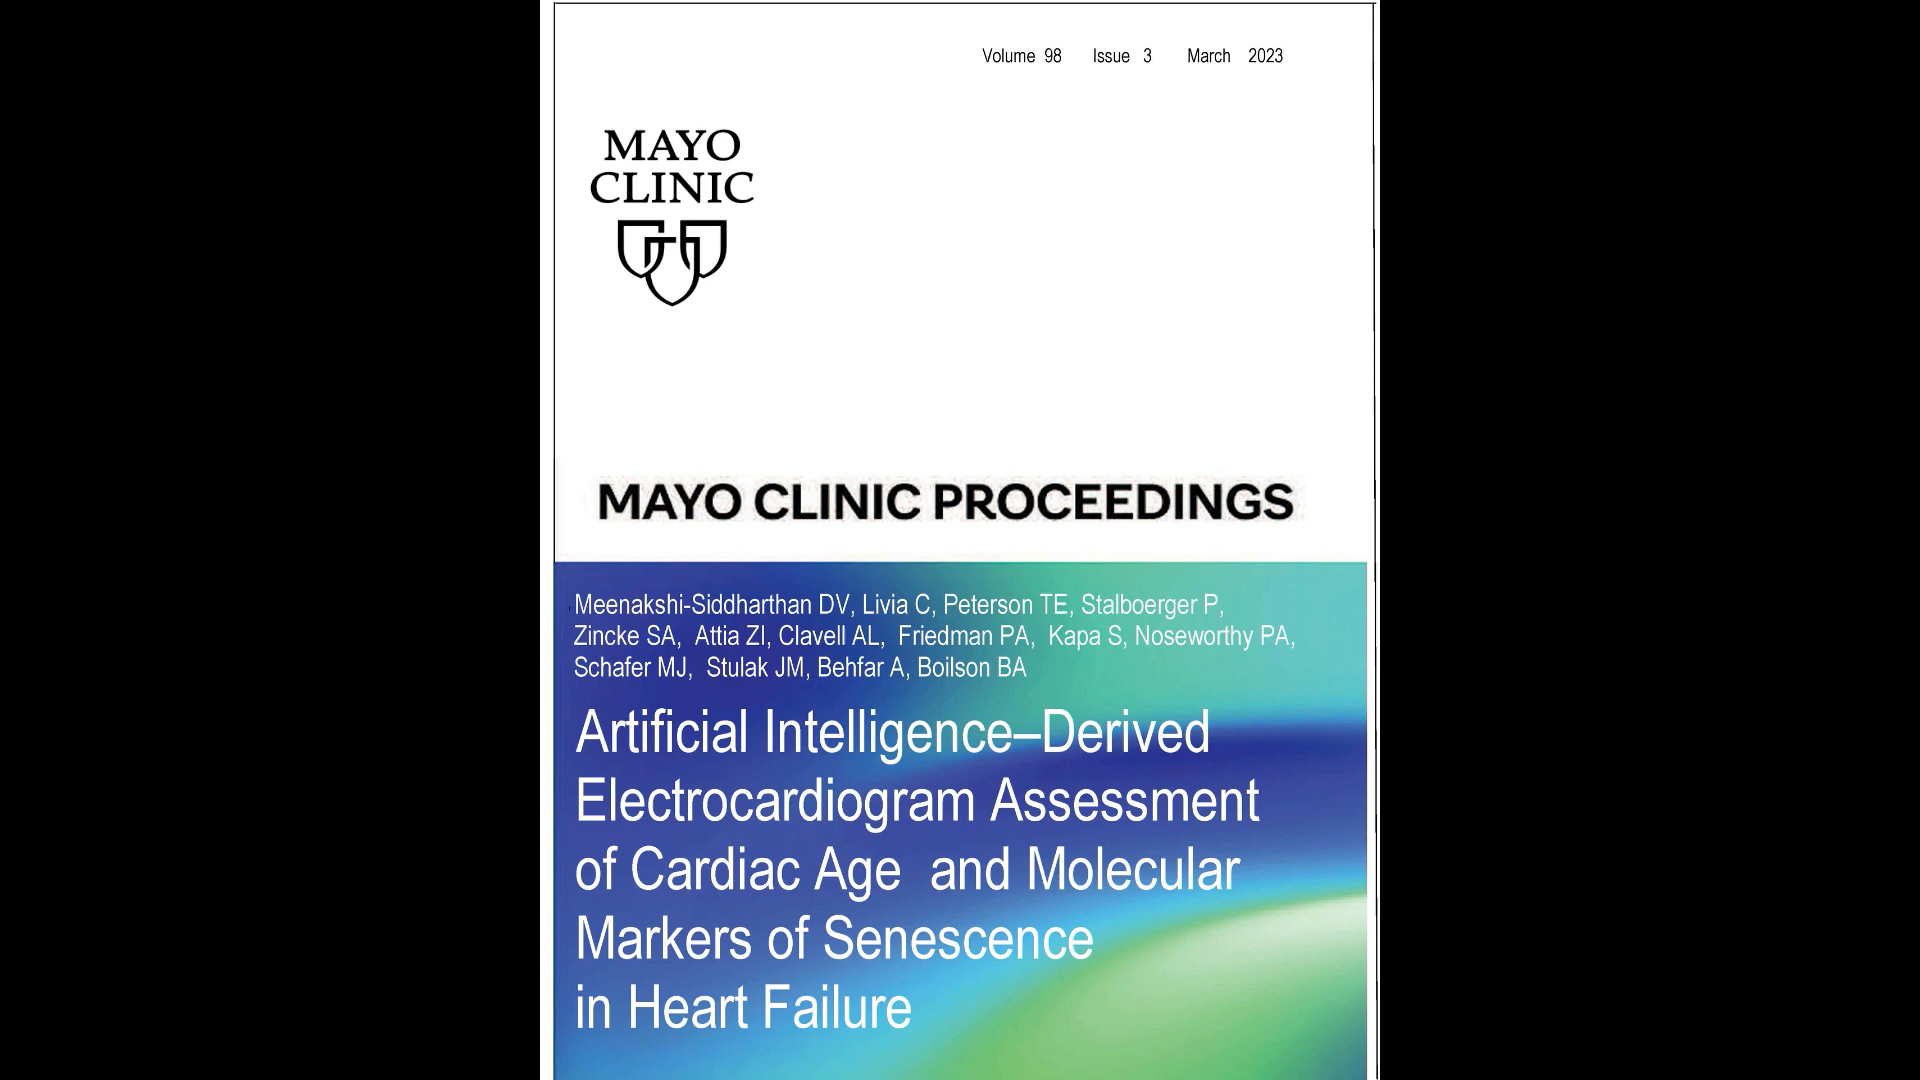 Volume 98 Issue 3 March 2023
MAYO
CLINIC
MAYO CLINIC PROCEEDINGS
Meenakshi-Siddharthan DV, Livia C, Peterson TE, Stalboerger P,
Zincke SA, Attia ZI, Clavell AL, Friedman PA, Kapa S, Noseworthy PA,
Schafer MJ, Stulak JM, Behfar A, Boilson BA
Artificial Intelligence–Derived
Electrocardiogram Assessment
of Cardiac Age and Molecular
Markers of Senescence
in Heart Failure